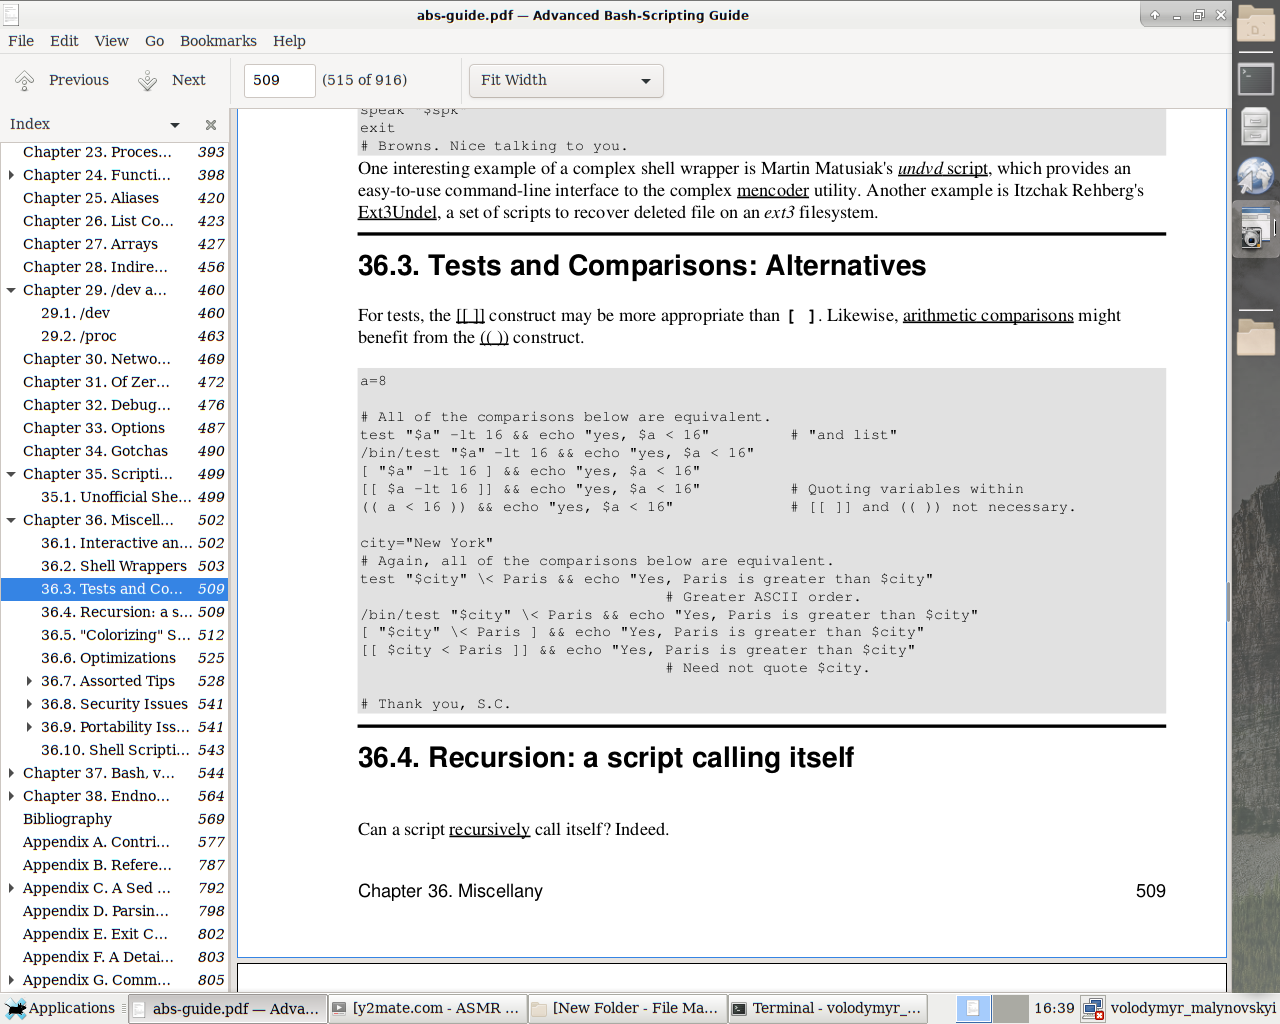 abs-guide.pdf — Advanced Bash-Scripting Guide
File Edit View Go Bookmarks Help
Previous Next 509 (515 of 916) Fit Width
Index
Chapter 23. Proces... 393
Chapter 24. Functi... 398
Chapter 25. Aliases 420
Chapter 26. List Co... 423
Chapter 27. Arrays 427
Chapter 28. Indire... 456
Chapter 29. /dev a... 460
29.1. /dev 460
29.2. /proc 463
Chapter 30. Netwo... 469
Chapter 31. Of Zer... 472
Chapter 32. Debug... 476
Chapter 33. Options 487
Chapter 34. Gotchas 490
Chapter 35. Scripti... 499
35.1. Unofficial She... 499
Chapter 36. Miscell... 502
36.1. Interactive an... 502
36.2. Shell Wrappers 503
36.3. Tests and Co... 509
36.4. Recursion: a s... 509
36.5. "Colorizing" S... 512
36.6. Optimizations 525
36.7. Assorted Tips 528
36.8. Security Issues 541
36.9. Portability Iss... 541
36.10. Shell Scripti... 543
Chapter 37. Bash, v... 544
Chapter 38. Endno... 564
Bibliography 569
Appendix A. Contri... 577
Appendix B. Refere... 787
Appendix C. A Sed ... 792
Appendix D. Parsin... 798
Appendix E. Exit C... 802
Appendix F. A Detai... 803
Appendix G. Comm... 805
speak "$spk"
exit
# Browns. Nice talking to you.
One interesting example of a complex shell wrapper is Martin Matusiak's undvd script, which provides an
easy-to-use command-line interface to the complex mencoder utility. Another example is Itzchak Rehberg's
Ext3Undel, a set of scripts to recover deleted file on an ext3 filesystem.
36.3. Tests and Comparisons: Alternatives
For tests, the [[ ]] construct may be more appropriate than [ ]. Likewise, arithmetic comparisons might
benefit from the (( )) construct.
a=8
# All of the comparisons below are equivalent.
test "$a" -lt 16 && echo "yes, $a < 16" # "and list"
/bin/test "$a" -lt 16 && echo "yes, $a < 16"
[ "$a" -lt 16 ] && echo "yes, $a < 16"
[[ $a -lt 16 ]] && echo "yes, $a < 16" # Quoting variables within
(( a < 16 )) && echo "yes, $a < 16" # [[ ]] and (( )) not necessary.
city="New York"
# Again, all of the comparisons below are equivalent.
test "$city" \< Paris && echo "Yes, Paris is greater than $city"
# Greater ASCII order.
/bin/test "$city" \< Paris && echo "Yes, Paris is greater than $city"
[ "$city" \< Paris ] && echo "Yes, Paris is greater than $city"
[[ $city < Paris ]] && echo "Yes, Paris is greater than $city"
# Need not quote $city.
# Thank you, S.C.
36.4. Recursion: a script calling itself
Can a script recursively call itself? Indeed.
Chapter 36. Miscellany 509
Applications abs-guide.pdf — Adva... [y2mate.com - ASMR ... [New Folder - File Ma... Terminal - volodymyr_... 16:39 volodymyr_malynovskyi